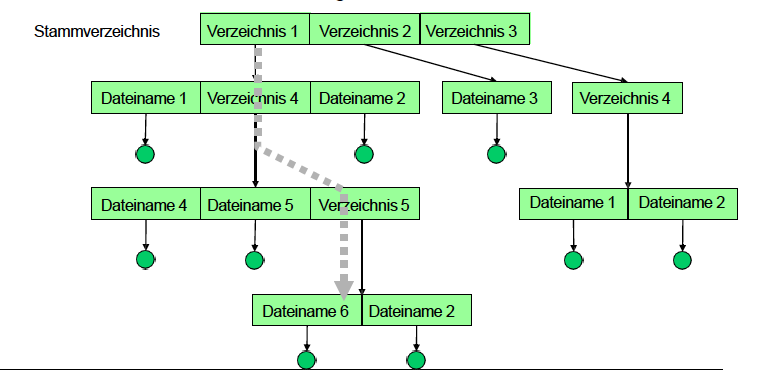 Stammverzeichnis Verzeichnis 1 Verzeichnis 2 Verzeichnis 3
Dateiname 1 Verzeichnis 4 Dateiname 2 Dateiname 3 Verzeichnis 4
Dateiname 4 Dateiname 5 Verzeichnis 5 Dateiname 1 Dateiname 2
Dateiname 6 Dateiname 2